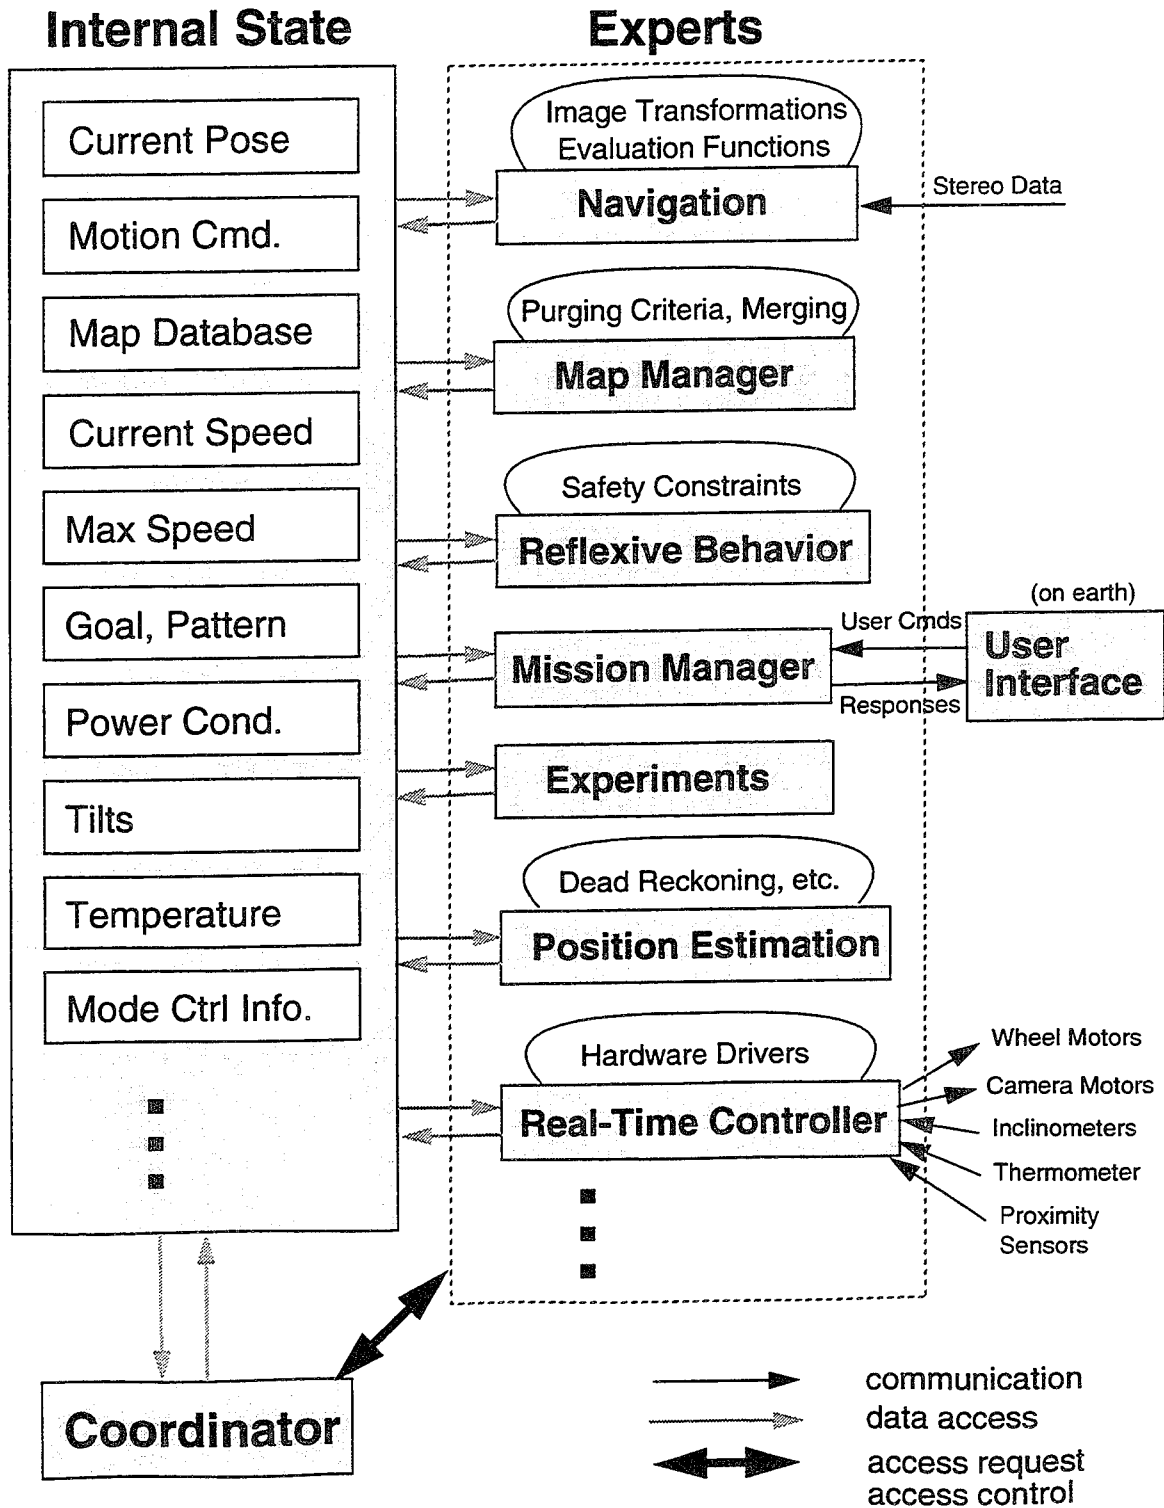 Internal State
Current Pose
Motion Cmd.
Map Database
Current Speed
Max Speed
Goal, Pattern
Power Cond.
Tilts
Temperature
Mode Ctrl Info.
Experts
Image Transformations
Evaluation Functions
Navigation
Stereo Data
Purging Criteria, Merging
Map Manager
Safety Constraints
Reflexive Behavior
Mission Manager
User Cmds
Responses
(on earth)
User
Interface
Experiments
Dead Reckoning, etc.
Position Estimation
Hardware Drivers
Real-Time Controller
Wheel Motors
Camera Motors
Inclinometers
Thermometer
Proximity
Sensors
Coordinator
communication
data access
access request
access control